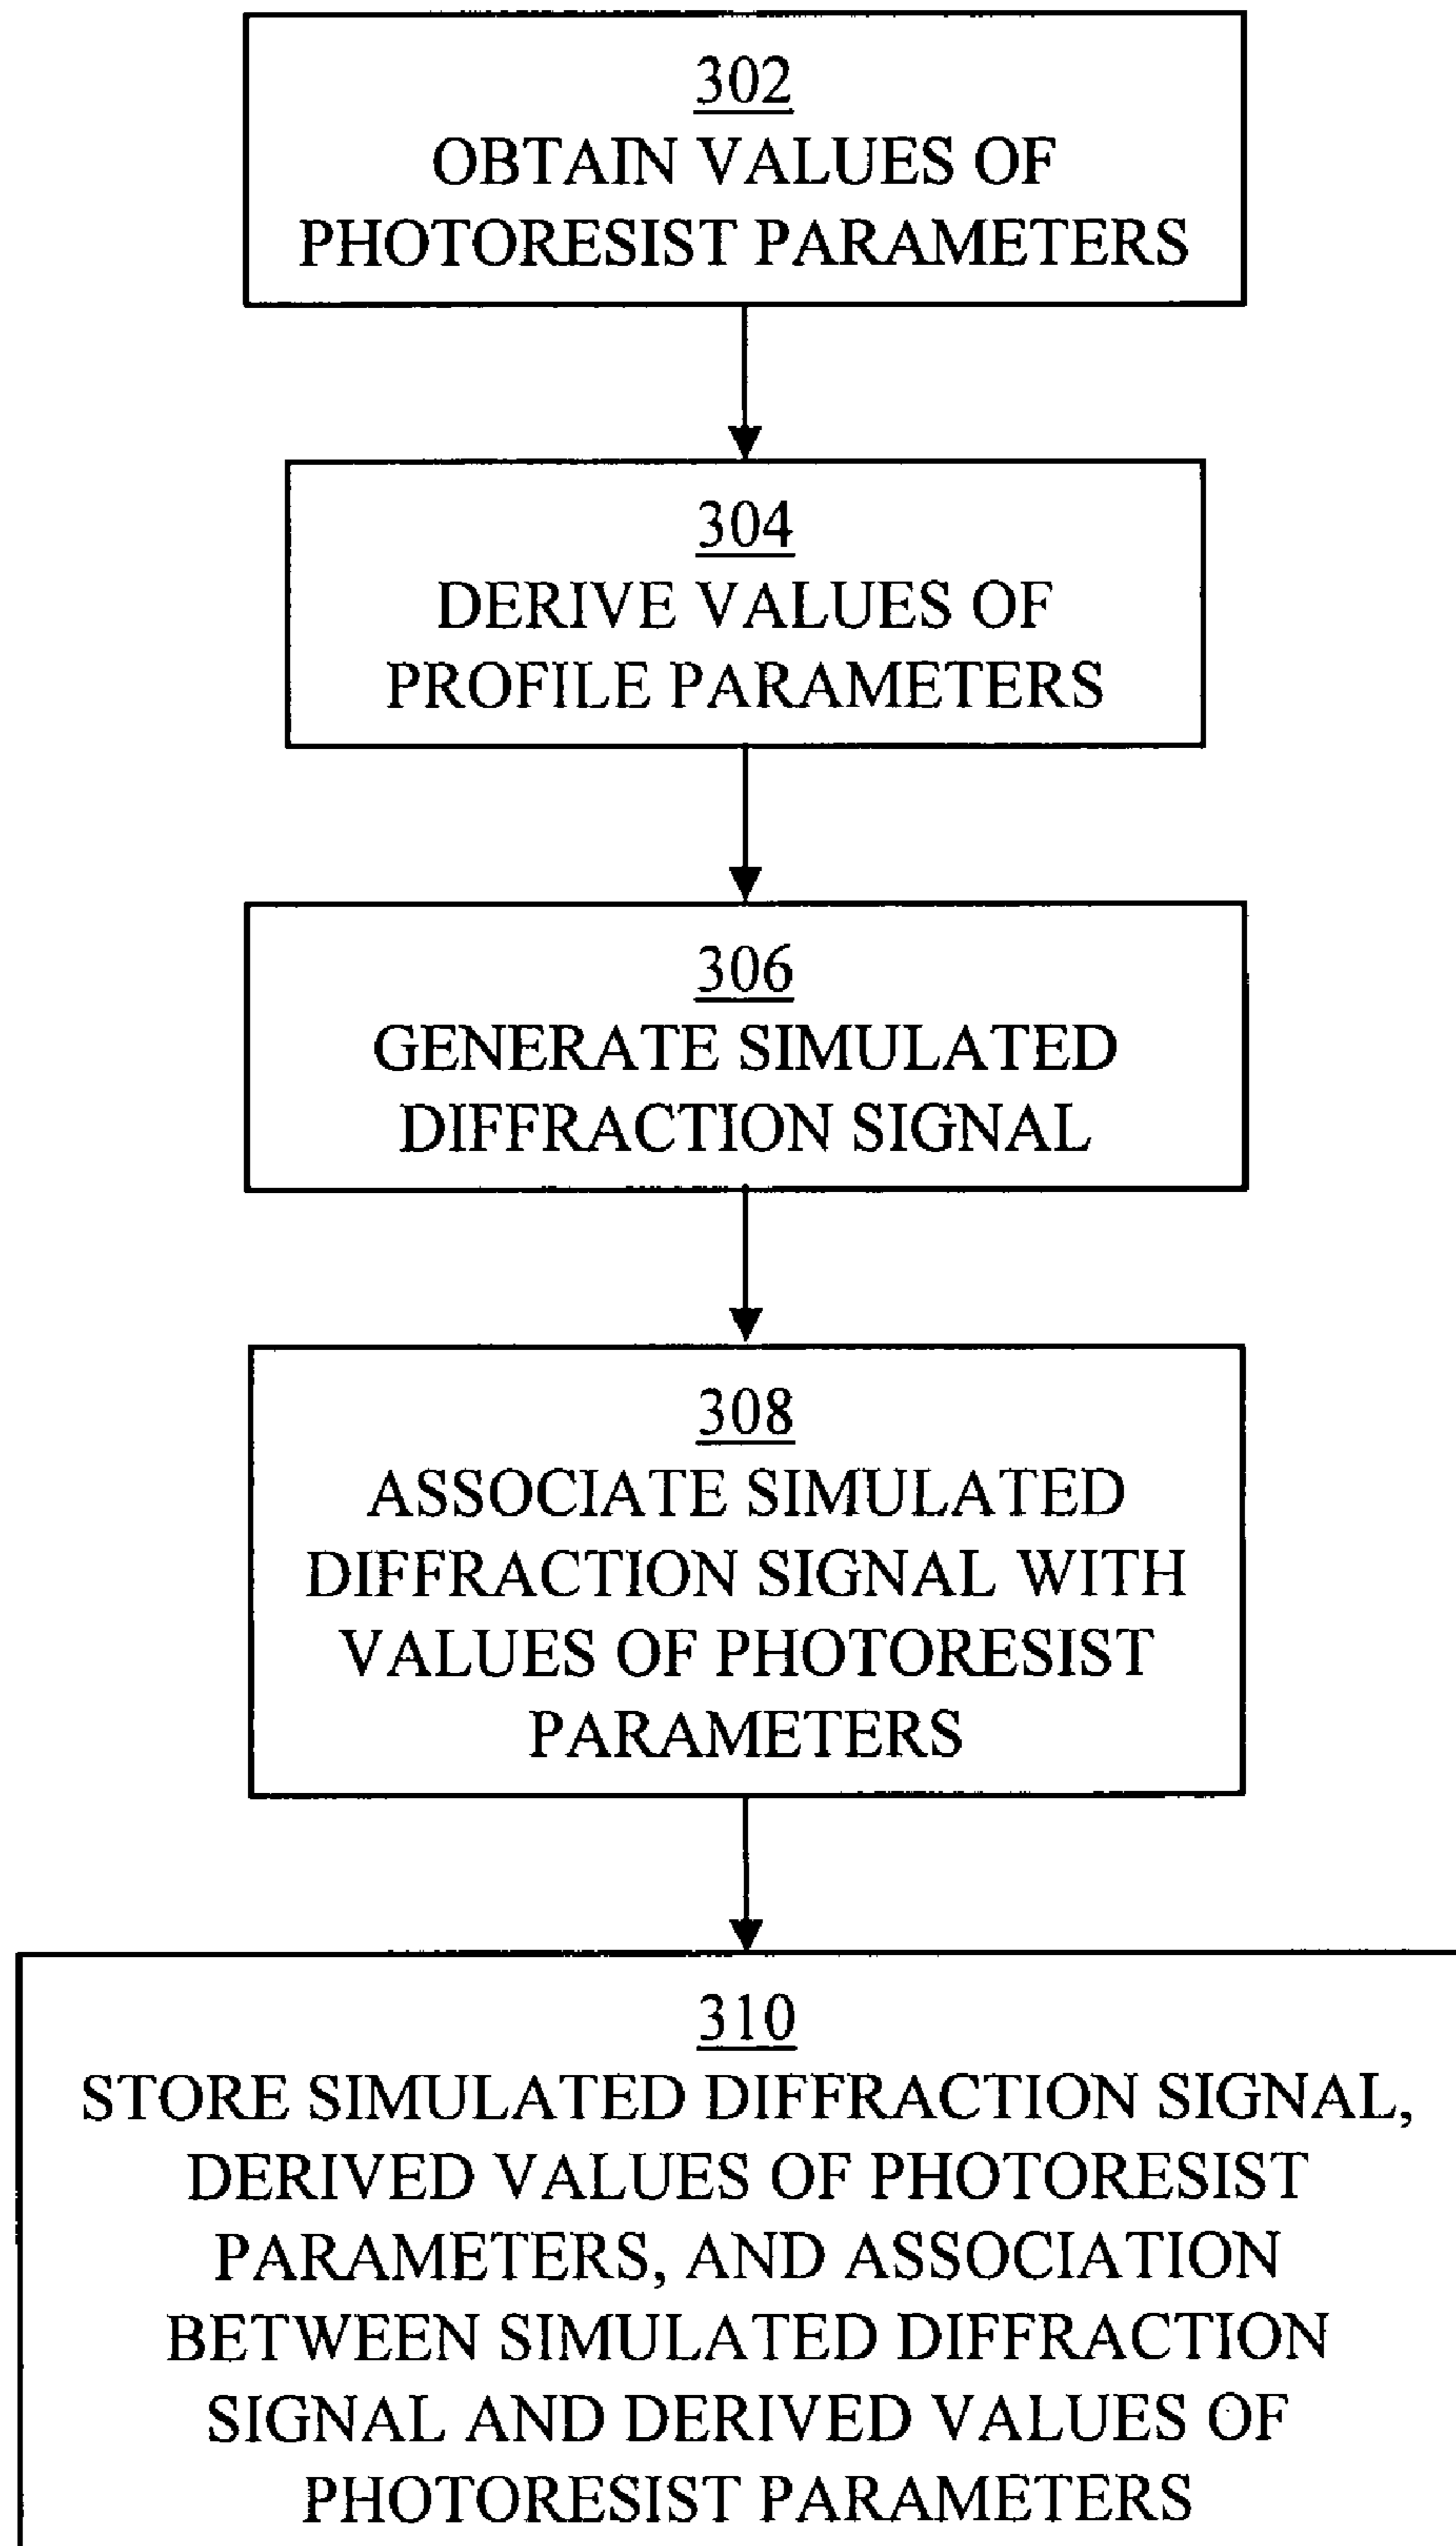 302
OBTAIN VALUES OF
PHOTORESIST PARAMETERS
304
DERIVE VALUES OF
PROFILE PARAMETERS
306
GENERATE SIMULATED
DIFFRACTION SIGNAL
308
ASSOCIATE SIMULATED
DIFFRACTION SIGNAL WITH
VALUES OF PHOTORESIST
PARAMETERS
310
STORE SIMULATED DIFFRACTION SIGNAL,
DERIVED VALUES OF PHOTORESIST
PARAMETERS, AND ASSOCIATION
BETWEEN SIMULATED DIFFRACTION
SIGNAL AND DERIVED VALUES OF
PHOTORESIST PARAMETERS